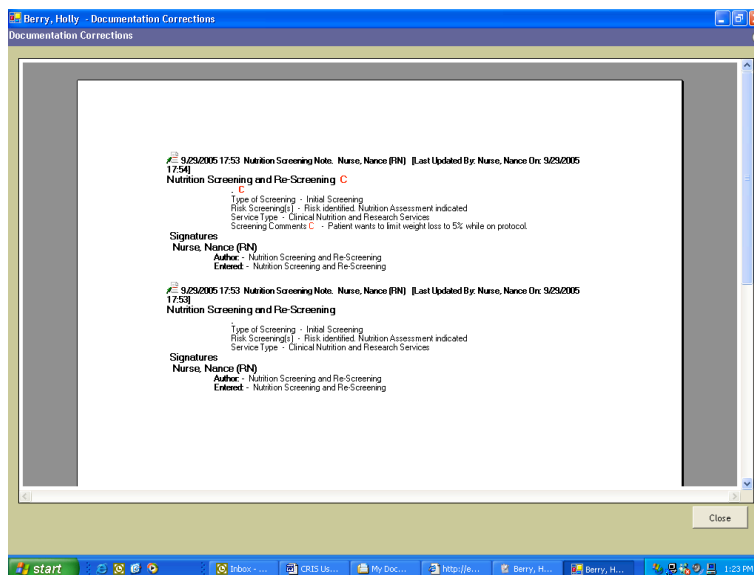 Berry, Holly - Documentation Corrections
Documentation Corrections
9/29/2005 17:53 Nutrition Screening Note. Nurse, Nance (RN) [Last Updated By: Nurse, Nance On: 9/29/2005
17:54]
Nutrition Screening and Re-Screening C
. C
Type of Screening - Initial Screening
Risk Screening(s) - Risk identified. Nutrition Assessment indicated
Service Type - Clinical Nutrition and Research Services
Screening Comments C - Patient wants to limit weight loss to 5% while on protocol.
Signatures
Nurse, Nance (RN)
Author: - Nutrition Screening and Re-Screening
Entered: - Nutrition Screening and Re-Screening
9/29/2005 17:53 Nutrition Screening Note. Nurse, Nance (RN) [Last Updated By: Nurse, Nance On: 9/29/2005
17:53]
Nutrition Screening and Re-Screening
.
Type of Screening - Initial Screening
Risk Screening(s) - Risk identified. Nutrition Assessment indicated
Service Type - Clinical Nutrition and Research Services
Signatures
Nurse, Nance (RN)
Author: - Nutrition Screening and Re-Screening
Entered: - Nutrition Screening and Re-Screening
Close
start Inbox - ... CRIS Us... My Doc... http://e... Berry, H... Berry, H... 1:23 PM